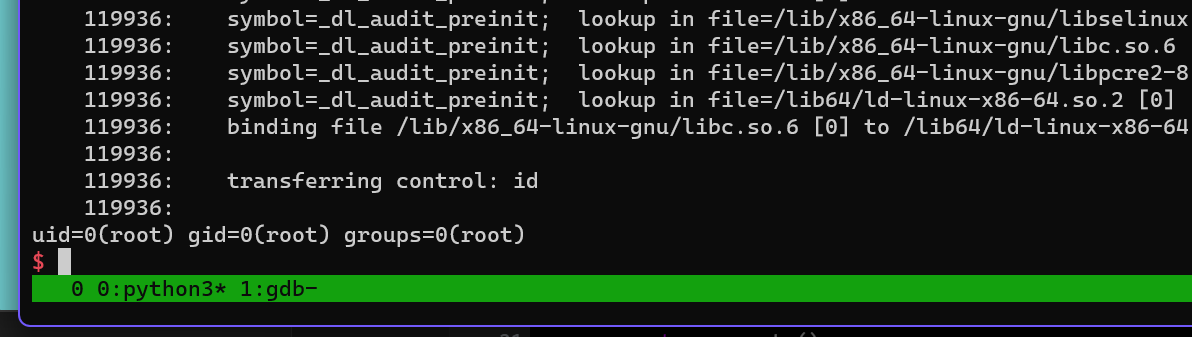 119936: symbol=_dl_audit_preinit; lookup in file=/lib/x86_64-linux-gnu/libselinux
119936: symbol=_dl_audit_preinit; lookup in file=/lib/x86_64-linux-gnu/libc.so.6
119936: symbol=_dl_audit_preinit; lookup in file=/lib/x86_64-linux-gnu/libpcre2-8
119936: symbol=_dl_audit_preinit; lookup in file=/lib64/ld-linux-x86-64.so.2 [0]
119936: binding file /lib/x86_64-linux-gnu/libc.so.6 [0] to /lib64/ld-linux-x86-64
119936:
119936: transferring control: id
119936:
uid=0(root) gid=0(root) groups=0(root)
$
0 0:python3* 1:gdb-